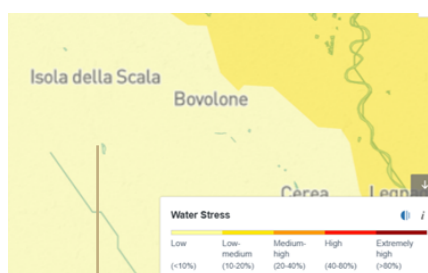 Isola della Scala
Bovolone
Cerea
Legna
Water Stress
i
Low
(<10%)
Low-
medium
(10-20%)
Medium-
high
(20-40%)
High
(40-80%)
Extremely
high
(>80%)